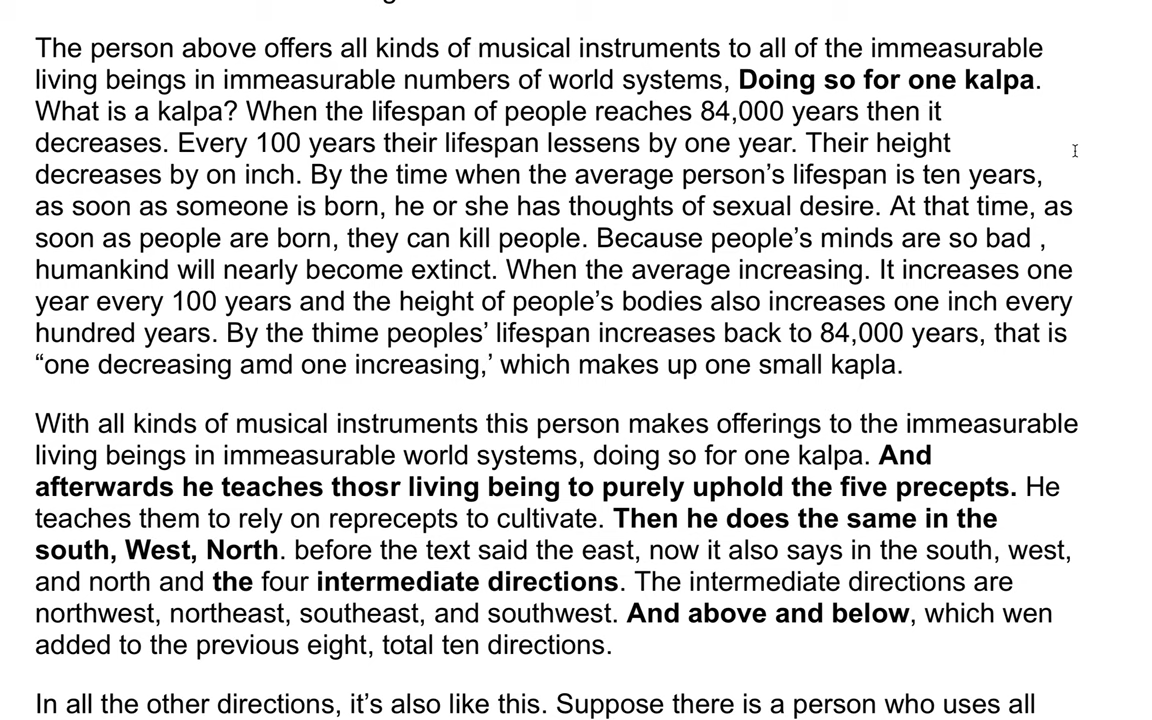 The person above offers all kinds of musical instruments to all of the immeasurable
living beings in immeasurable numbers of world systems, Doing so for one kalpa.
What is a kalpa? When the lifespan of people reaches 84,000 years then it
decreases. Every 100 years their lifespan lessens by one year. Their height
decreases by on inch. By the time when the average person’s lifespan is ten years,
as soon as someone is born, he or she has thoughts of sexual desire. At that time, as
soon as people are born, they can kill people. Because people’s minds are so bad ,
humankind will nearly become extinct. When the average increasing. It increases one
year every 100 years and the height of people’s bodies also increases one inch every
hundred years. By the thime peoples’ lifespan increases back to 84,000 years, that is
“one decreasing amd one increasing,’ which makes up one small kapla.
With all kinds of musical instruments this person makes offerings to the immeasurable
living beings in immeasurable world systems, doing so for one kalpa. And
afterwards he teaches thosr living being to purely uphold the five precepts. He
teaches them to rely on reprecepts to cultivate. Then he does the same in the
south, West, North. before the text said the east, now it also says in the south, west,
and north and the four intermediate directions. The intermediate directions are
northwest, northeast, southeast, and southwest. And above and below, which wen
added to the previous eight, total ten directions.
In all the other directions, it’s also like this. Suppose there is a person who uses all